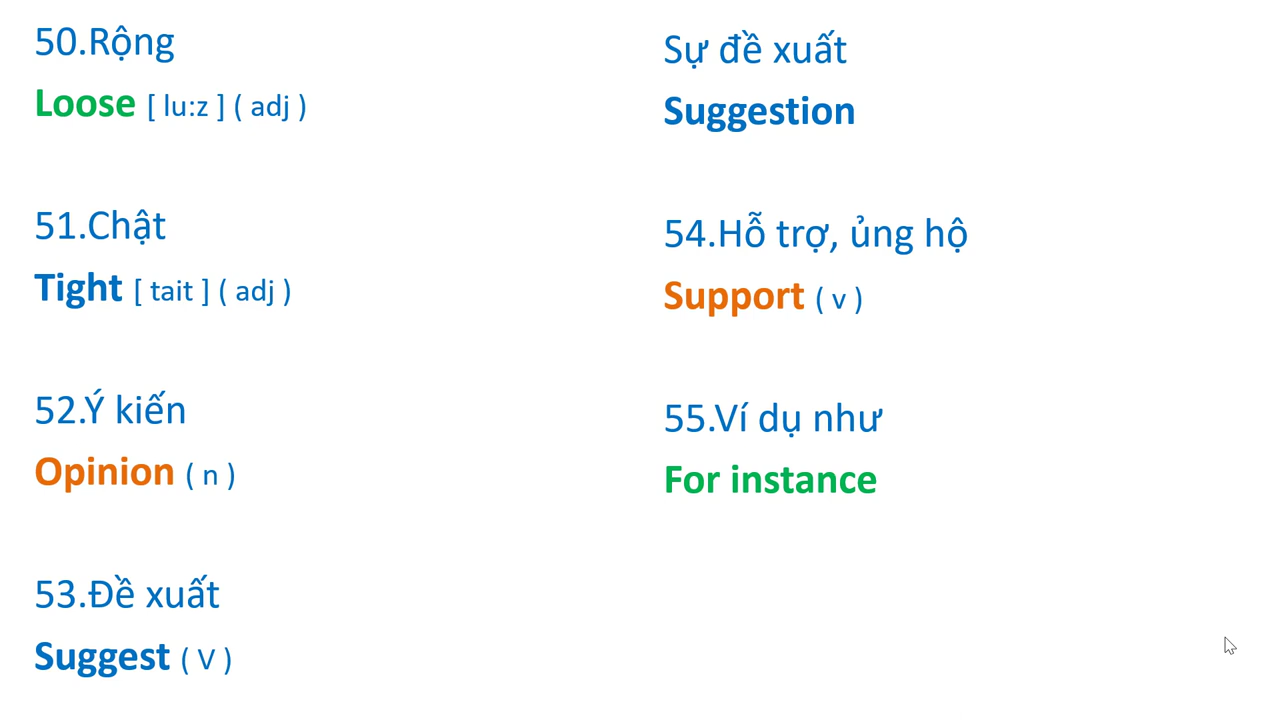 50.Rộng
Loose [ lu:z ] ( adj )
51.Chật
Tight [ tait ] ( adj )
52.Ý kiến
Opinion ( n )
53.Đề xuất
Suggest ( V )
Sự đề xuất
Suggestion
54.Hỗ trợ, ủng hộ
Support ( v )
55.Ví dụ như
For instance